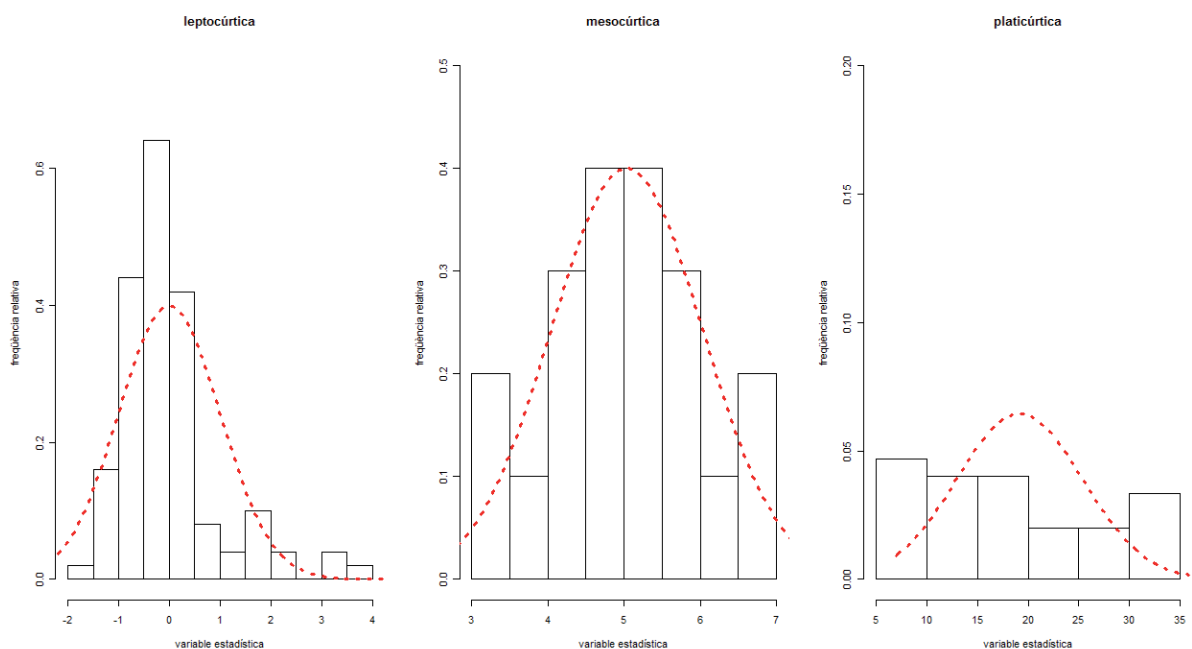 leptocúrtica
freqüència relativa
0.6
0.4
0.2
0.0
-2 -1 0 1 2 3 4
variable estadística
mesocúrtica
freqüència relativa
0.5
0.4
0.3
0.2
0.1
0.0
3 4 5 6 7
variable estadística
platicúrtica
freqüència relativa
0.20
0.15
0.10
0.05
0.00
5 10 15 20 25 30 35
variable estadística